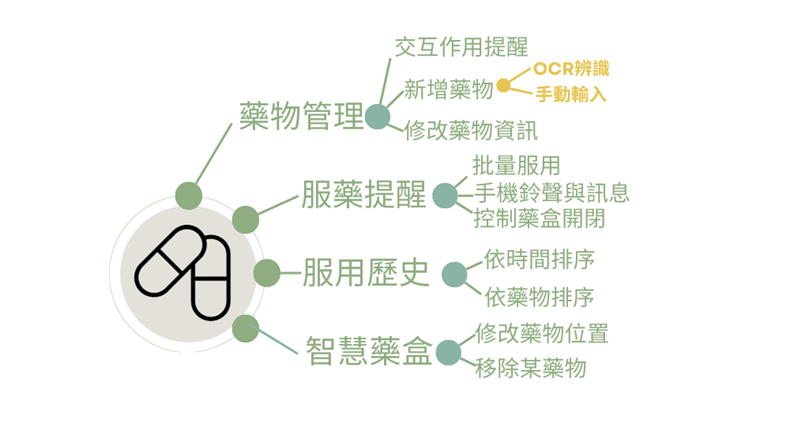 藥物管理
交互作用提醒
新增藥物
OCR辨識
手動輸入
修改藥物資訊
服藥提醒
批量服用
手機鈴聲與訊息
控制藥盒開閉
服用歷史
依時間排序
依藥物排序
智慧藥盒
修改藥物位置
移除某藥物